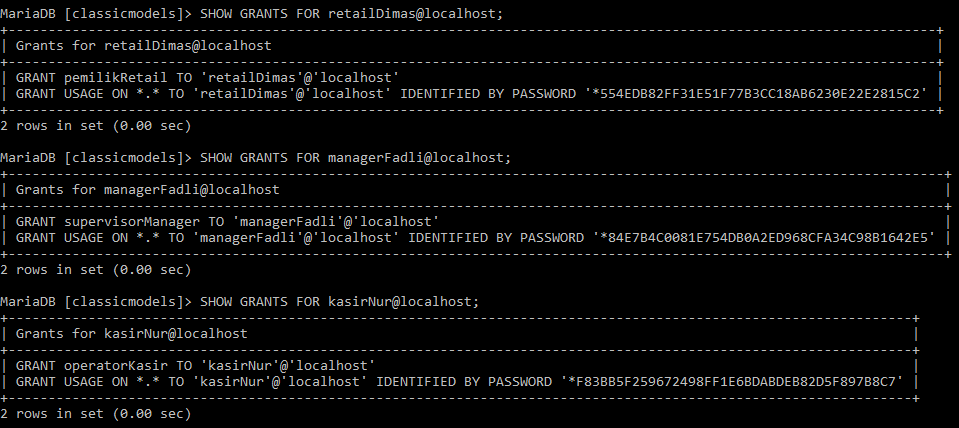 MariaDB [classicmodels]> SHOW GRANTS FOR retailDimas@localhost;
+---------------------------------------------------------------------------------------------------------------------+
| Grants for retailDimas@localhost |
+---------------------------------------------------------------------------------------------------------------------+
| GRANT pemilikRetail TO 'retailDimas'@'localhost' |
| GRANT USAGE ON *.* TO 'retailDimas'@'localhost' IDENTIFIED BY PASSWORD '*554EDB82FF31E51F77B3CC18AB6230E22E2815C2' |
+---------------------------------------------------------------------------------------------------------------------+
2 rows in set (0.00 sec)
MariaDB [classicmodels]> SHOW GRANTS FOR managerFadli@localhost;
+----------------------------------------------------------------------------------------------------------------------+
| Grants for managerFadli@localhost |
+----------------------------------------------------------------------------------------------------------------------+
| GRANT supervisorManager TO 'managerFadli'@'localhost' |
| GRANT USAGE ON *.* TO 'managerFadli'@'localhost' IDENTIFIED BY PASSWORD '*84E7B4C0081E754DB0A2ED968CFA34C98B1642E5' |
+----------------------------------------------------------------------------------------------------------------------+
2 rows in set (0.00 sec)
MariaDB [classicmodels]> SHOW GRANTS FOR kasirNur@localhost;
+------------------------------------------------------------------------------------------------------------------+
| Grants for kasirNur@localhost |
+------------------------------------------------------------------------------------------------------------------+
| GRANT operatorKasir TO 'kasirNur'@'localhost' |
| GRANT USAGE ON *.* TO 'kasirNur'@'localhost' IDENTIFIED BY PASSWORD '*F83BB5F259672498FF1E6BDABDEB82D5F897B8C7' |
+------------------------------------------------------------------------------------------------------------------+
2 rows in set (0.00 sec)